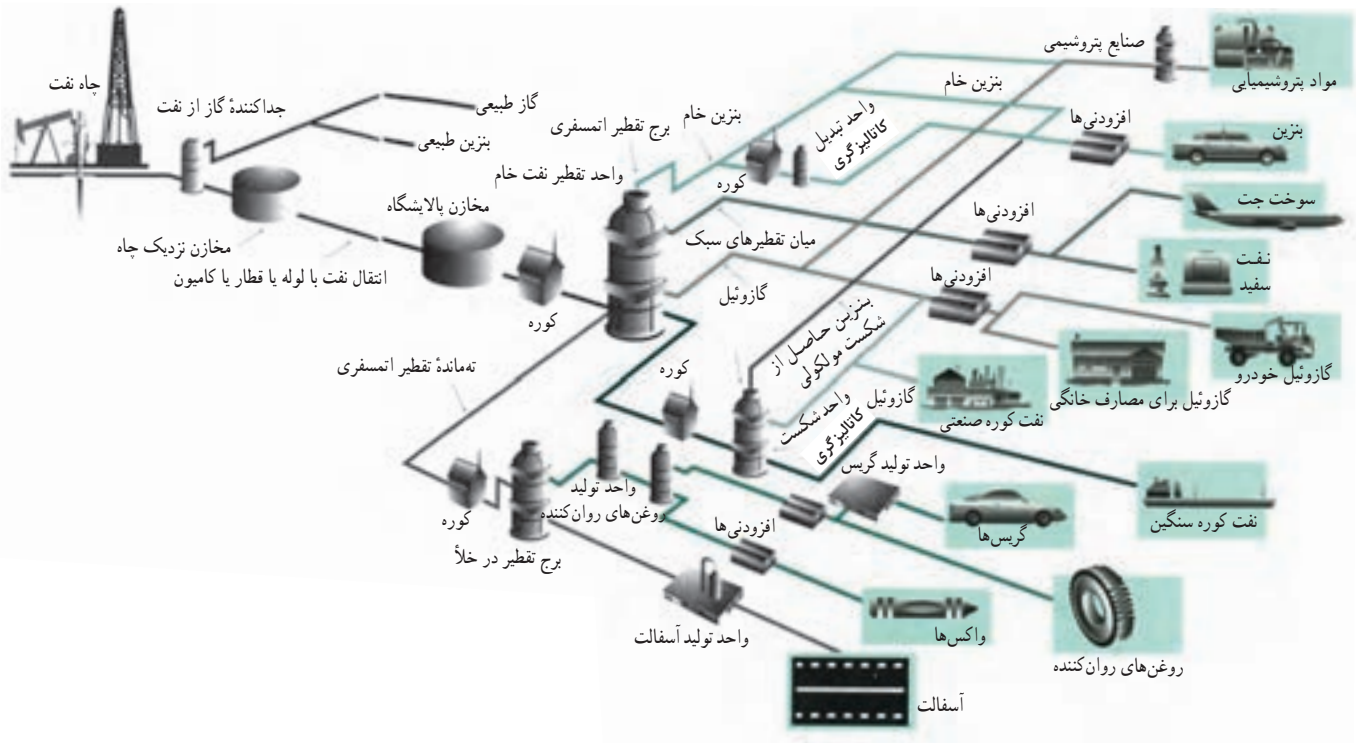 چاه نفت
جداکنندهٔ گاز از نفت
گاز طبیعی
بنزین طبیعی
مخازن نزدیک چاه
انتقال نفت با لوله یا قطار یا کامیون
مخازن پالایشگاه
کوره
واحد تقطیر نفت خام
برج تقطیر اتمسفری
بنزین خام
کوره
واحد تبدیل
کاتالیزگری
بنزین خام
صنایع پتروشیمی
مواد پتروشیمیایی
افزودنی‌ها
بنزین
میان تقطیرهای سبک
افزودنی‌ها
سوخت جت
نفت
سفید
گازوئیل
افزودنی‌ها
گازوئیل خودرو
گازوئیل برای مصارف خانگی
نفت کوره صنعتی
بنزین حاصل از
شکست مولکولی
گازوئیل
کوره
واحد شکست
کاتالیزگری
نفت کوره سنگین
ته‌ماندهٔ تقطیر اتمسفری
کوره
برج تقطیر در خلأ
واحد تولید
روغن‌های روان‌کننده
واحد تولید گریس
گریس‌ها
افزودنی‌ها
واکس‌ها
روغن‌های روان‌کننده
واحد تولید آسفالت
آسفالت